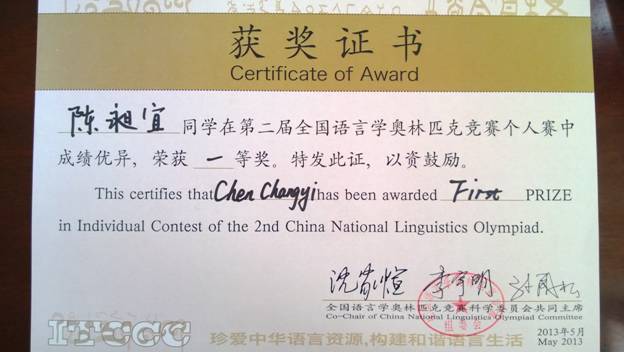 获奖证书
Certificate of Award
陈昶宜 同学在第二届全国语言学奥林匹克竞赛个人赛中
成绩优异，荣获 一 等奖。特发此证，以资鼓励。
This certifies that Chen Changyi has been awarded First PRIZE
in Individual Contest of the 2nd China National Linguistics Olympiad.
李宇明
全国语言学奥林匹克竞赛科学委员会共同主席
Co-Chair of China National Linguistics Olympiad Committee
组委会
2013年5月
May 2013
珍爱中华语言资源,构建和谐语言生活